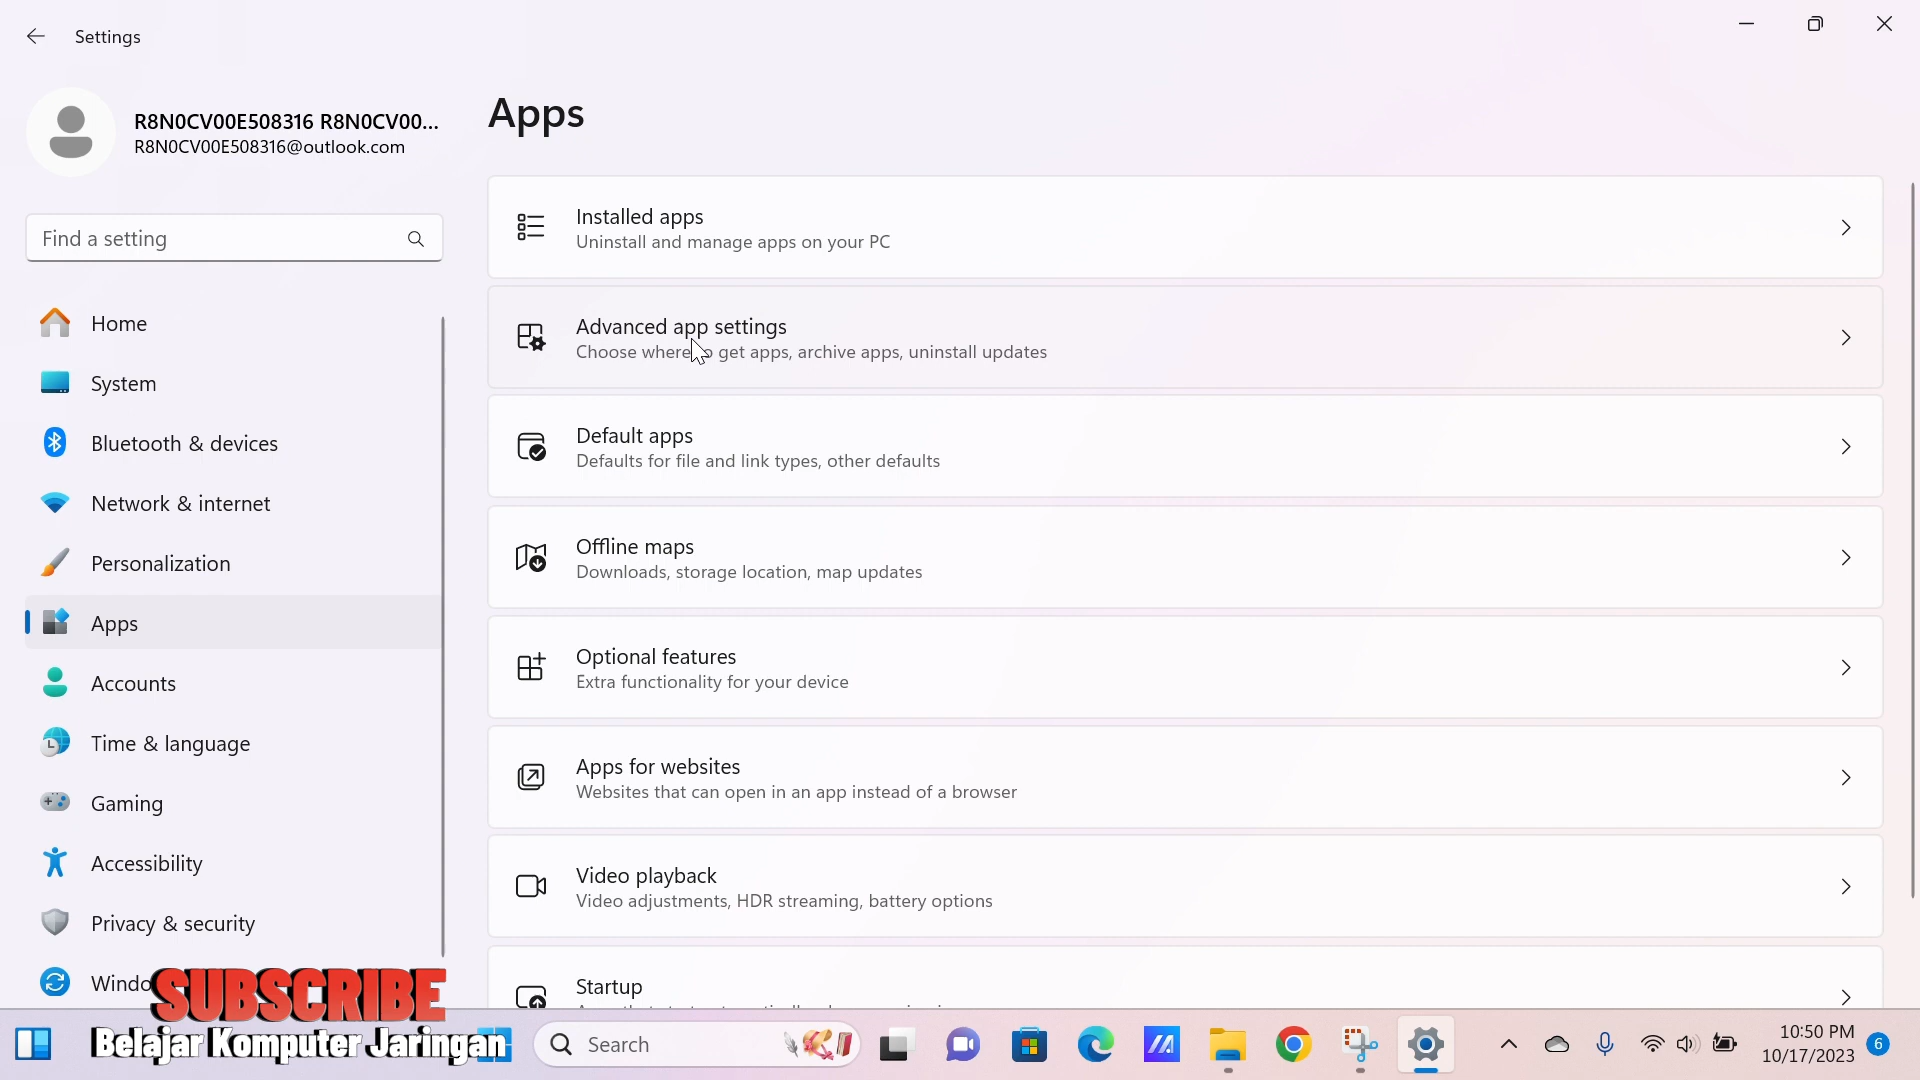 Settings
R8N0CV00E508316 R8N0CV00...
R8N0CV00E508316@outlook.com
Find a setting
Home
System
Bluetooth & devices
Network & internet
Personalization
Apps
Accounts
Time & language
Gaming
Accessibility
Privacy & security
Windo
Apps
Installed apps
Uninstall and manage apps on your PC
Advanced app settings
Choose where to get apps, archive apps, uninstall updates
Default apps
Defaults for file and link types, other defaults
Offline maps
Downloads, storage location, map updates
Optional features
Extra functionality for your device
Apps for websites
Websites that can open in an app instead of a browser
Video playback
Video adjustments, HDR streaming, battery options
Startup
SUBSCRIBE
Belajar Komputer Jaringan
Search
10:50 PM
10/17/2023
6